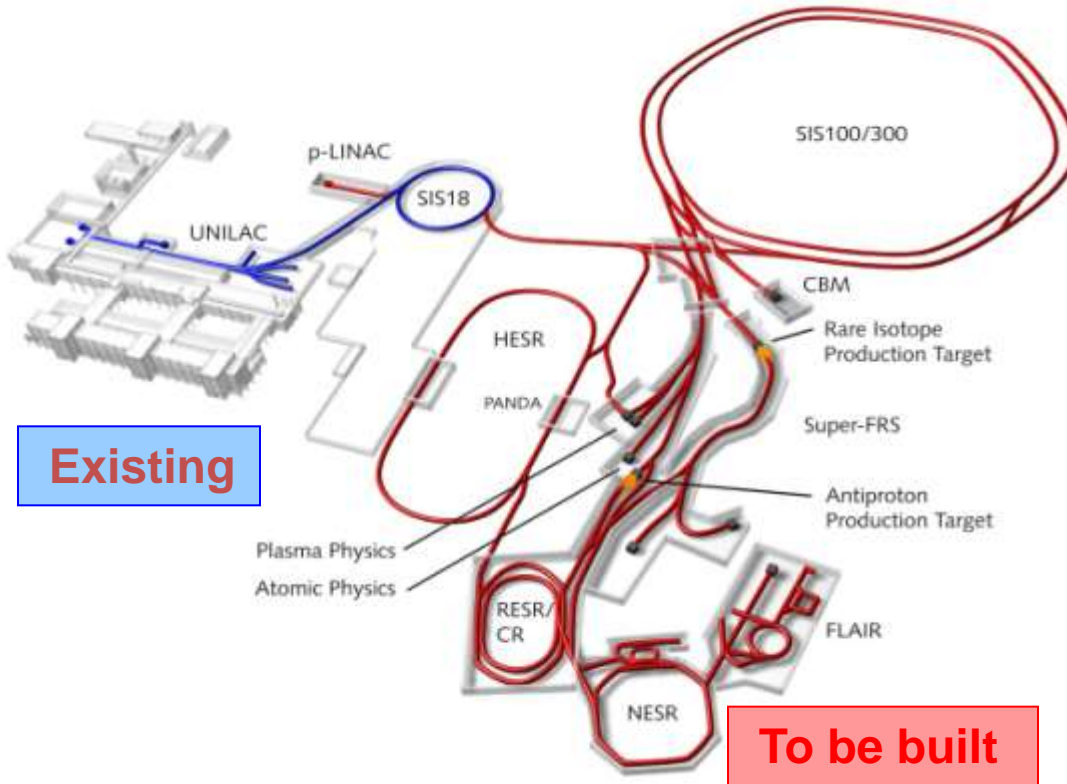 SIS100/300
p-LINAC
SIS18
UNILAC
CBM
HESR
Rare Isotope
Production Target
PANDA
Super-FRS
Existing
Antiproton
Production Target
Plasma Physics
Atomic Physics
RESR/
CR
FLAIR
NESR
To be built